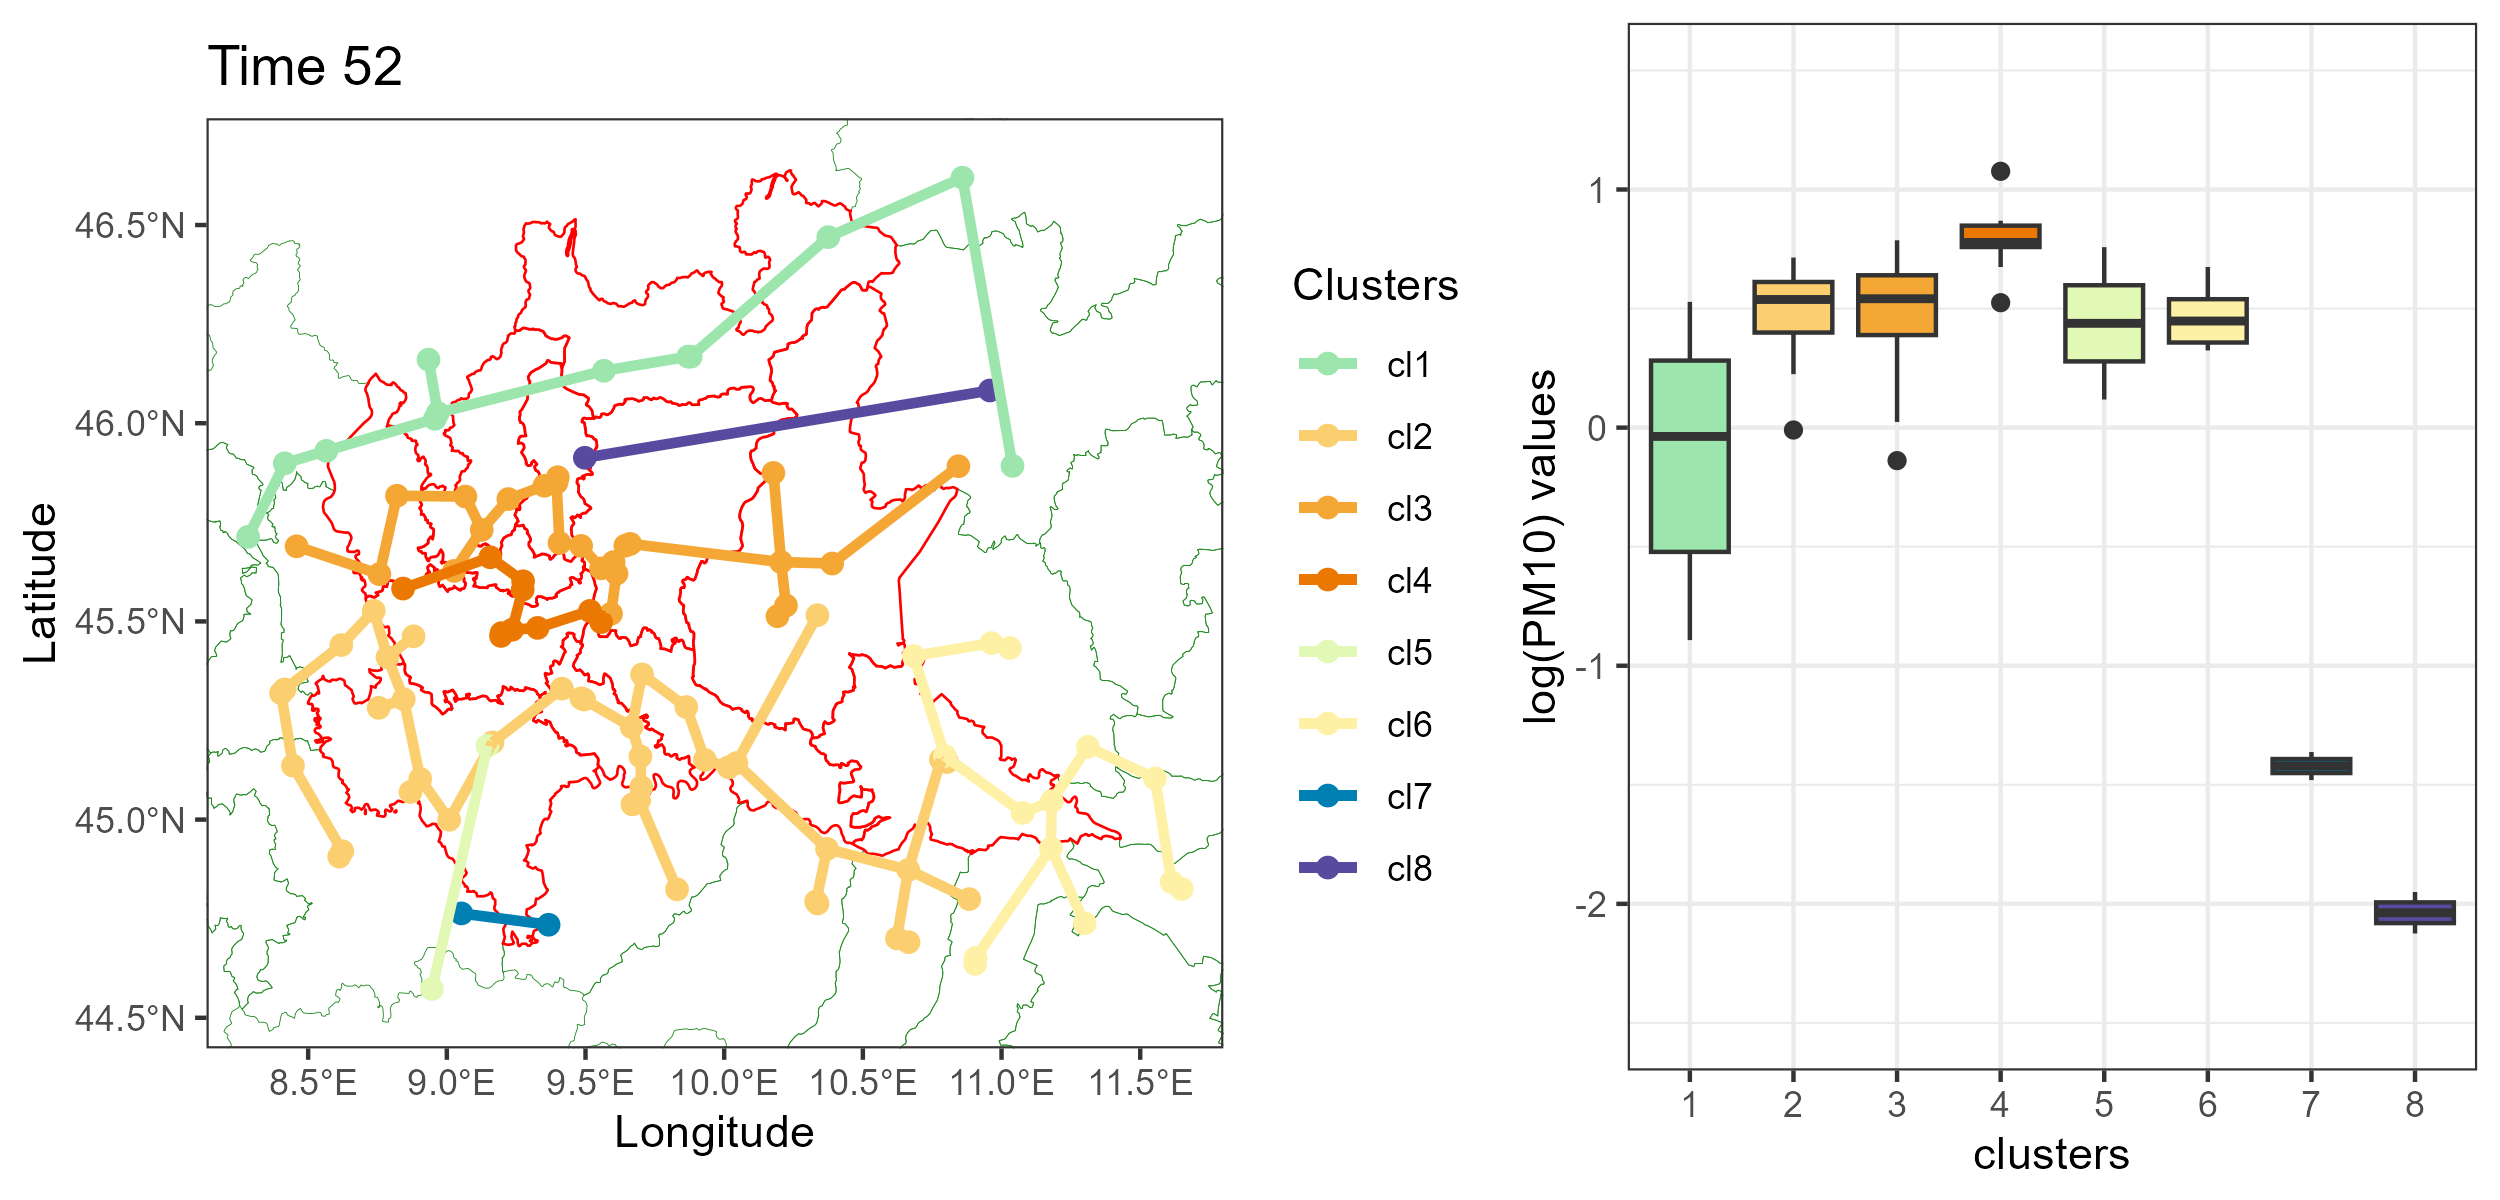 Time 52
46.5°N
46.0°N
45.5°N
45.0°N
44.5°N
Latitude
8.5°E 9.0°E 9.5°E 10.0°E 10.5°E 11.0°E 11.5°E
Longitude
Clusters
cl1
cl2
cl3
cl4
cl5
cl6
cl7
cl8
log(PM10) values
1
0
-1
-2
1 2 3 4 5 6 7 8
clusters